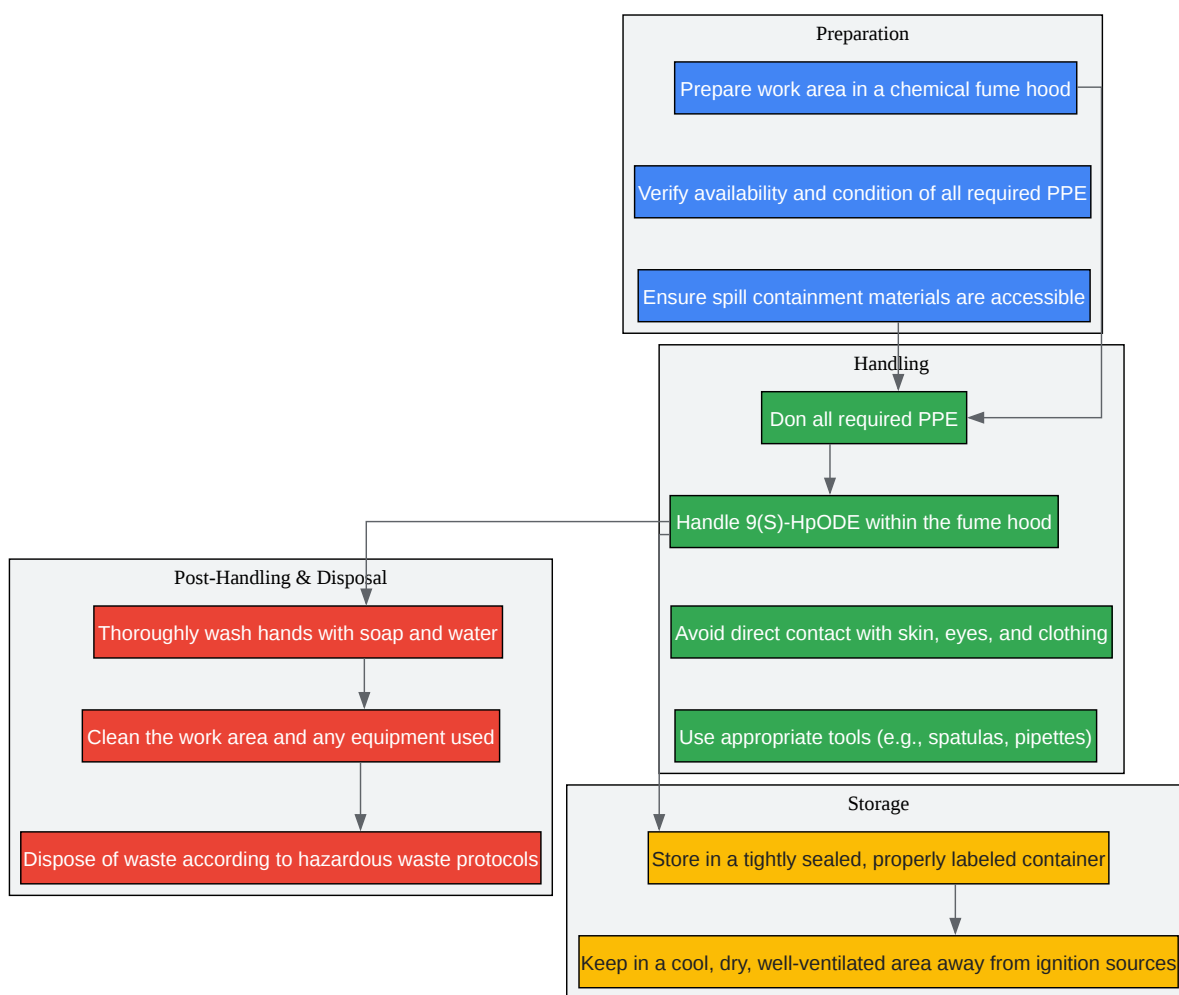 Preparation
Prepare work area in a chemical fume hood
Verify availability and condition of all required PPE
Ensure spill containment materials are accessible
Handling
Don all required PPE
Handle 9(S)-HpODE within the fume hood
Avoid direct contact with skin, eyes, and clothing
Use appropriate tools (e.g., spatulas, pipettes)
Post-Handling & Disposal
Thoroughly wash hands with soap and water
Clean the work area and any equipment used
Dispose of waste according to hazardous waste protocols
Storage
Store in a tightly sealed, properly labeled container
Keep in a cool, dry, well-ventilated area away from ignition sources